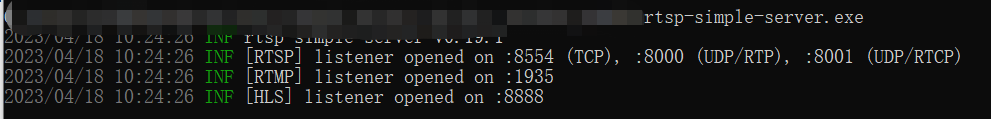 rtsp-simple-server.exe
2023/04/18 10:24:26 INF rtsp-simple-server v0.19.1
2023/04/18 10:24:26 INF [RTSP] listener opened on :8554 (TCP), :8000 (UDP/RTP), :8001 (UDP/RTCP)
2023/04/18 10:24:26 INF [RTMP] listener opened on :1935
2023/04/18 10:24:26 INF [HLS] listener opened on :8888